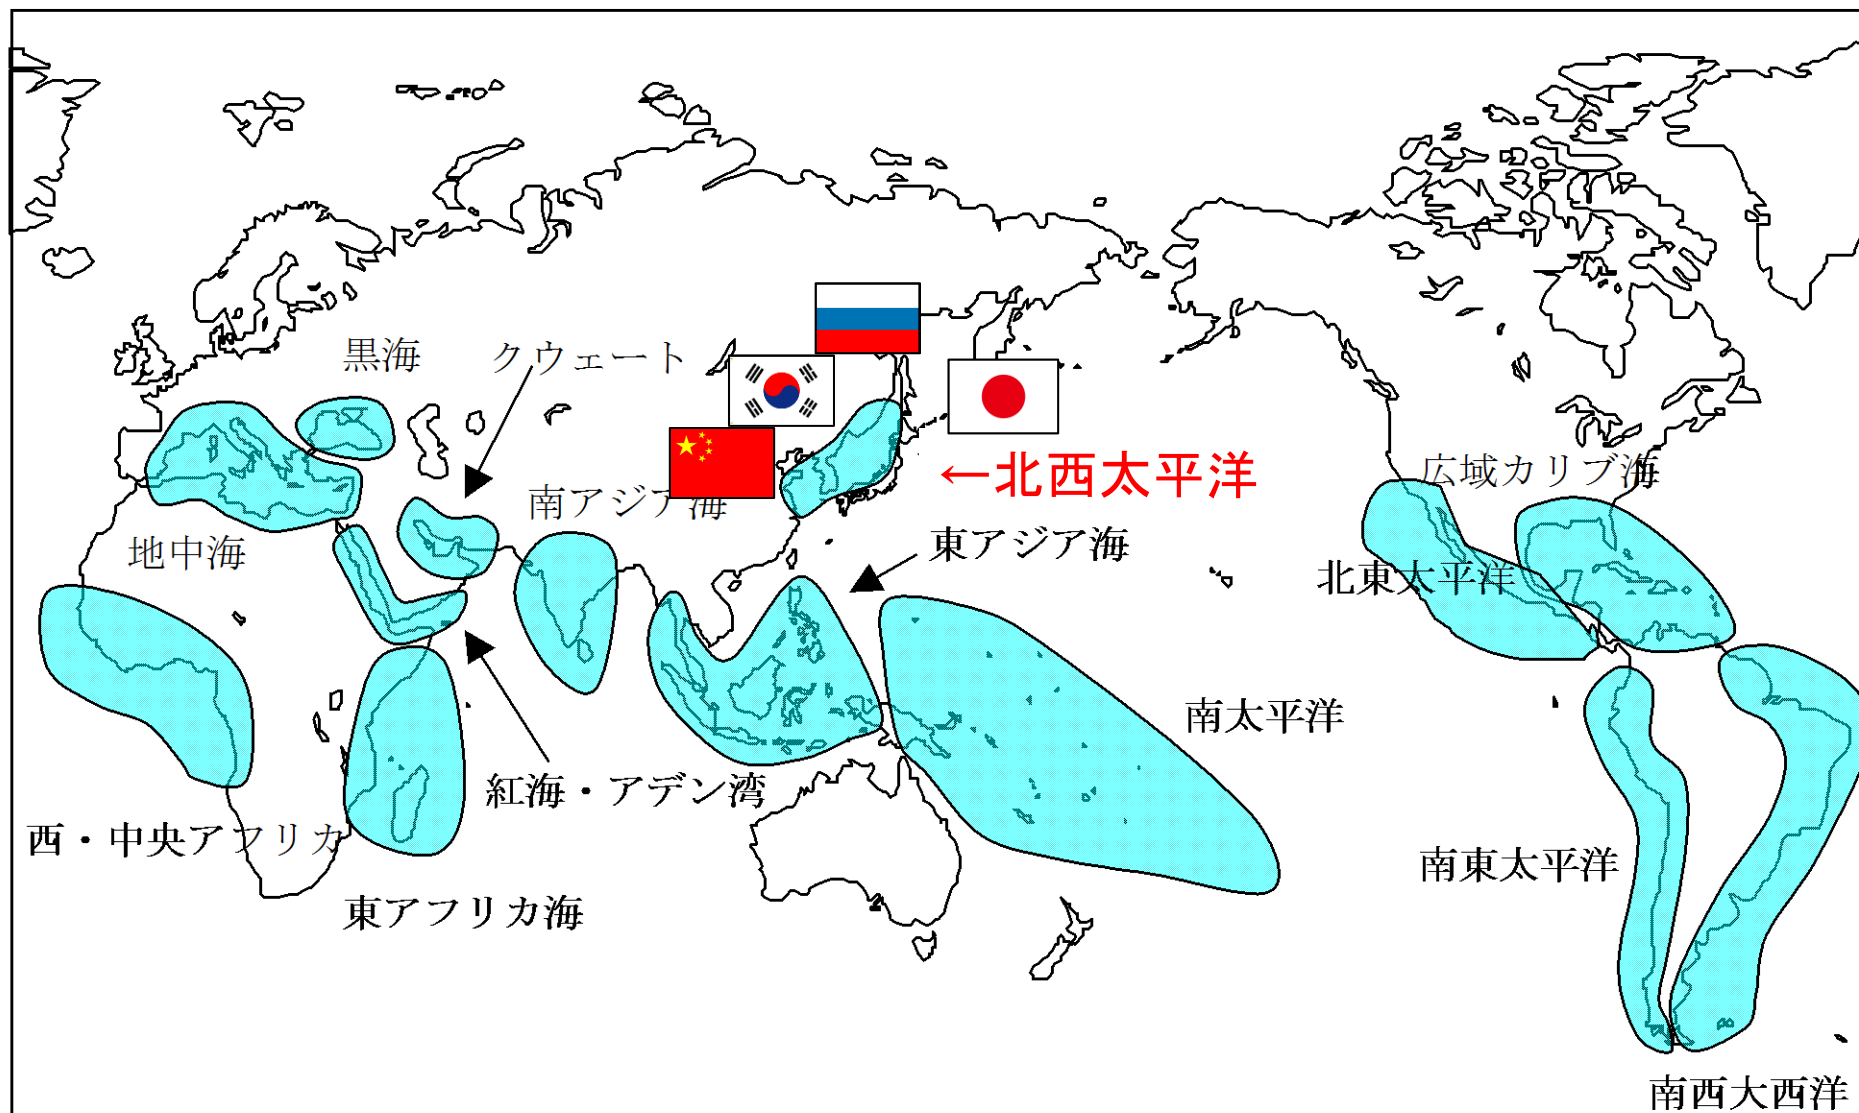 黒海
クウェート
←北西太平洋
南アジア海
広域カリブ海
地中海
東アジア海
北東太平洋
南太平洋
紅海・アデン湾
西・中央アフリカ
南東太平洋
東アフリカ海
南西大西洋